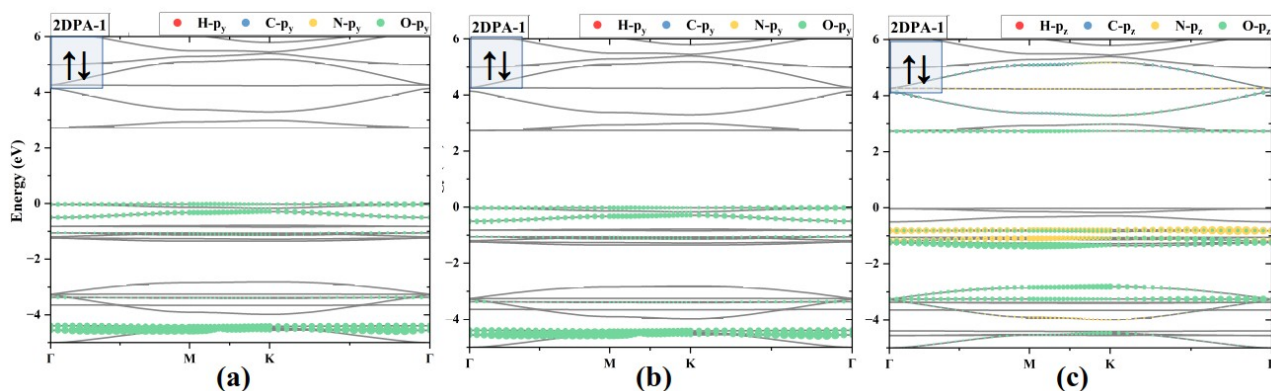 2DPA-1 H-py C-py N-py O-py
↑↓
Energy (eV)
6
4
2
0
−2
−4
Γ M K Γ
(a)
2DPA-1 H-py C-py N-py O-py
↑↓
6
4
2
0
−2
−4
Γ M K Γ
(b)
2DPA-1 H-pz C-pz N-pz O-pz
↑↓
6
4
2
0
−2
−4
Γ M K
(c)